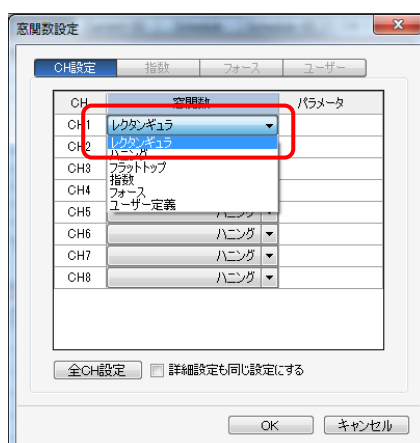 窓関数設定
CH設定 指数 フォース ユーザー
CH 窓関数 パラメータ
CH1 レクタンギュラ
CH2 レクタンギュラ
ハニング
CH3 フラットトップ
指数
CH4 フォース
ユーザー定義
CH5 ハニング
CH6 ハニング
CH7 ハニング
CH8 ハニング
全CH設定 詳細設定も同じ設定にする
OK キャンセル